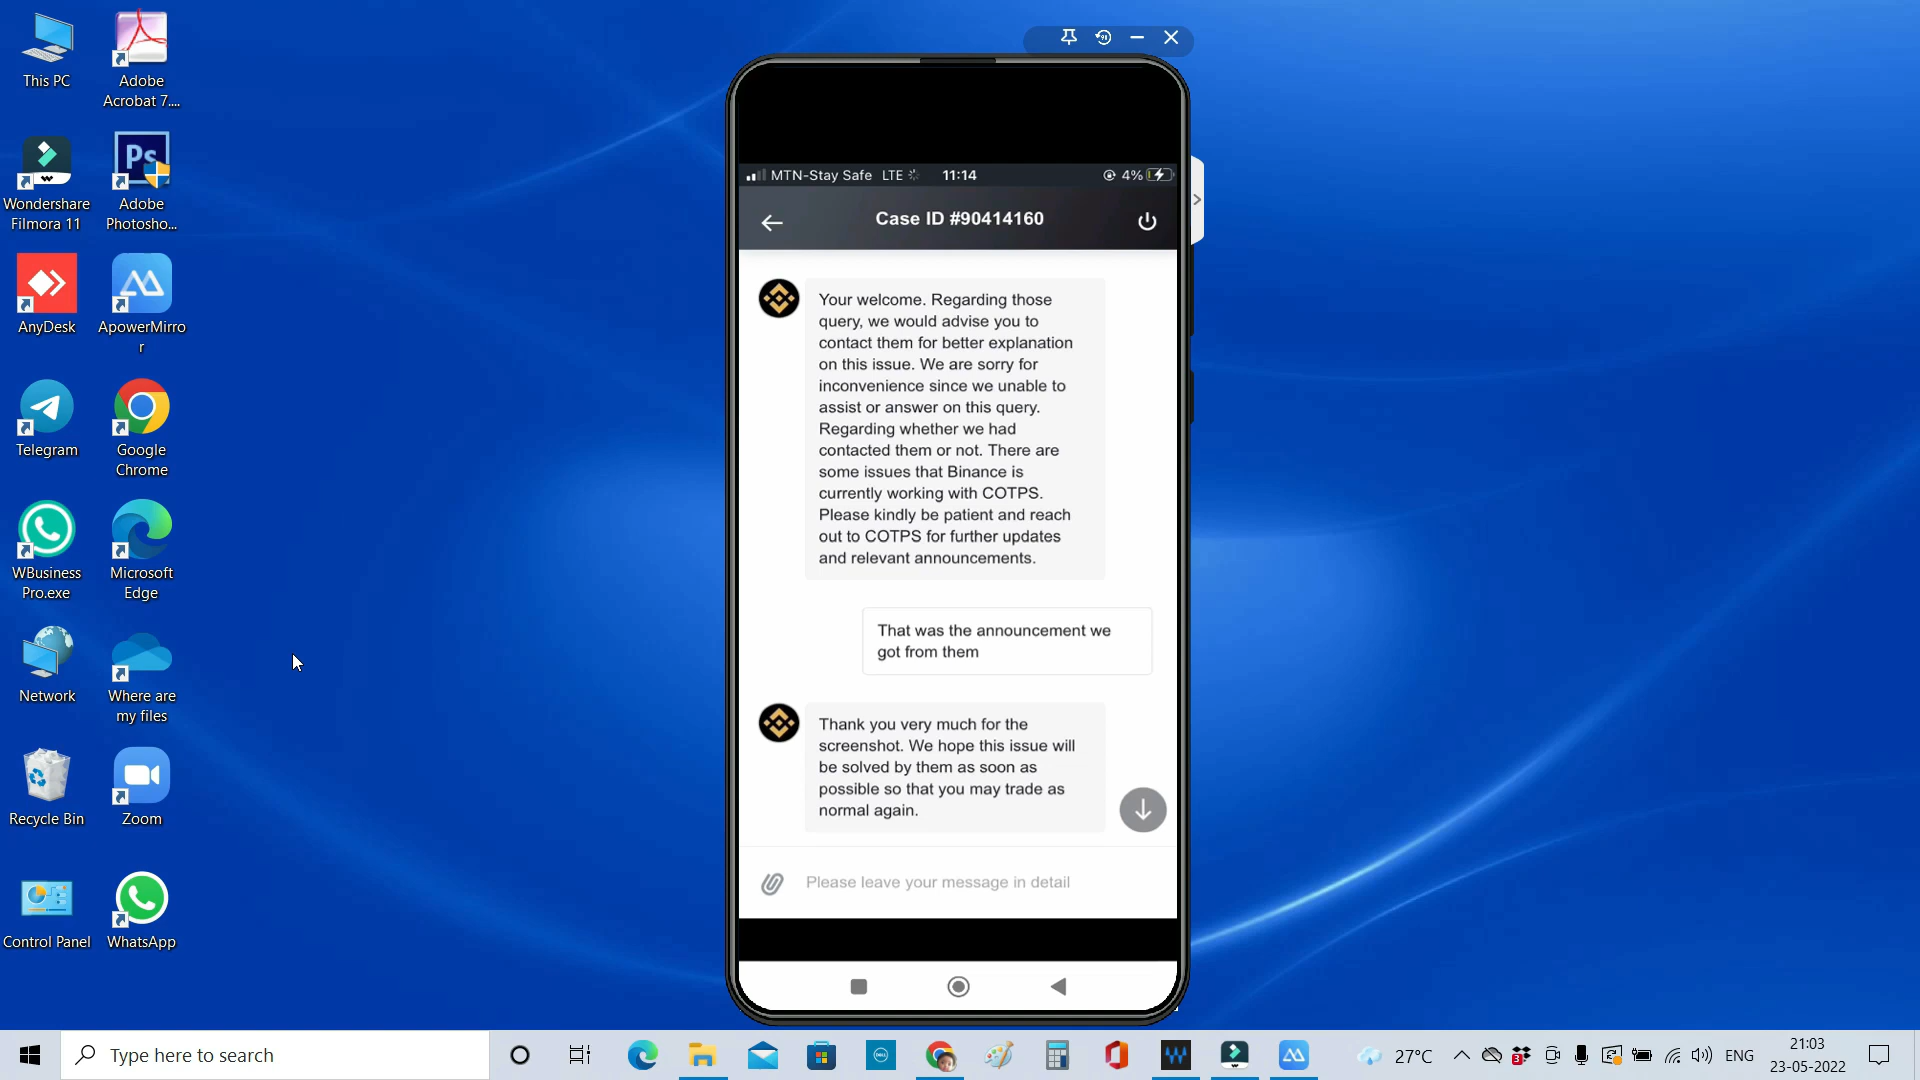 This PC
Adobe
Acrobat 7....
Wondershare
Filmora 11
Ps
Adobe
Photosho...
AnyDesk
ApowerMirro
r
Telegram
Google
Chrome
WBusiness
Pro.exe
Microsoft
Edge
Network
Where are
my files
Recycle Bin
Zoom
Control Panel
WhatsApp
MTN-Stay Safe LTE 11:14 4%
Case ID #90414160
Your welcome. Regarding those
query, we would advise you to
contact them for better explanation
on this issue. We are sorry for
inconvenience since we unable to
assist or answer on this query.
Regarding whether we had
contacted them or not. There are
some issues that Binance is
currently working with COTPS.
Please kindly be patient and reach
out to COTPS for further updates
and relevant announcements.
That was the announcement we
got from them
Thank you very much for the
screenshot. We hope this issue will
be solved by them as soon as
possible so that you may trade as
normal again.
Please leave your message in detail
Type here to search
DELL
27°C
3
ENG
21:03
23-05-2022